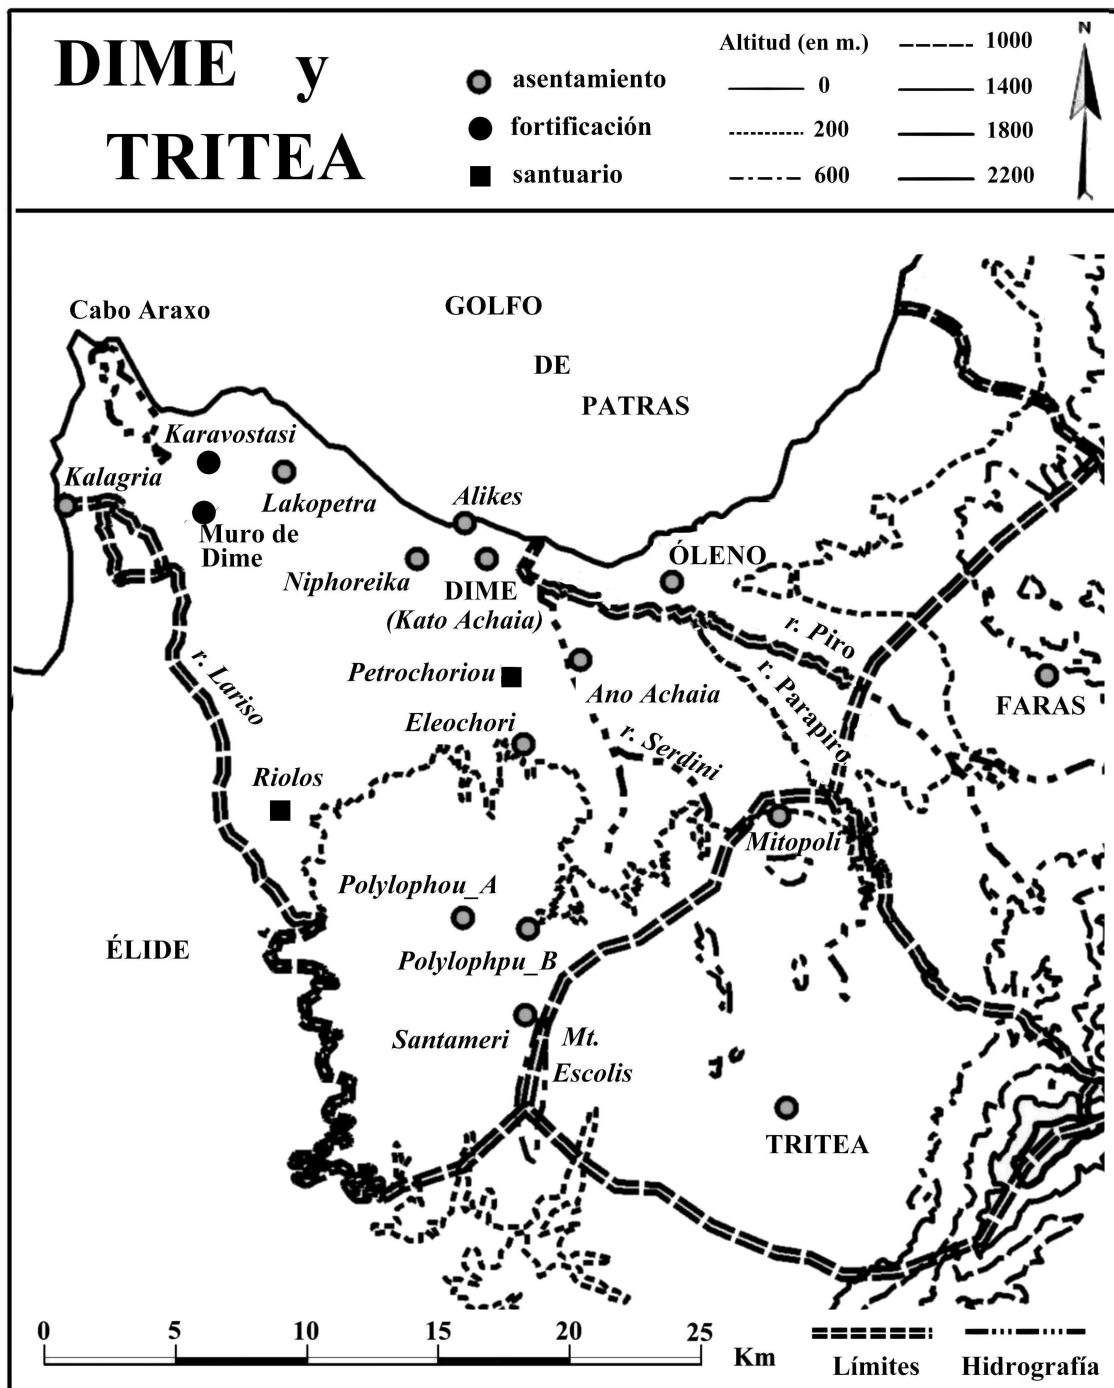 DIME y
TRITEA
asentamiento
fortificación
santuario
Altitud (en m.)
0
200
600
1000
1400
1800
2200
N
Cabo Araxo
GOLFO
DE
PATRAS
Karavostasi
Kalagria
Lakopetra
Alikes
Muro de
Dime
Niphoreika
DIME
(Kato Achaia)
ÓLENO
r. Piro
r. Lariso
Petrochoriou
Ano Achaia
r. Parapiro
FARAS
Eleochori
r. Serdini
Riolos
Mitopoli
Polylophou_A
ÉLIDE
Polylophpu_B
Santameri
Mt.
Escolis
TRITEA
0 5 10 15 20 25
Km
Límites
Hidrografía